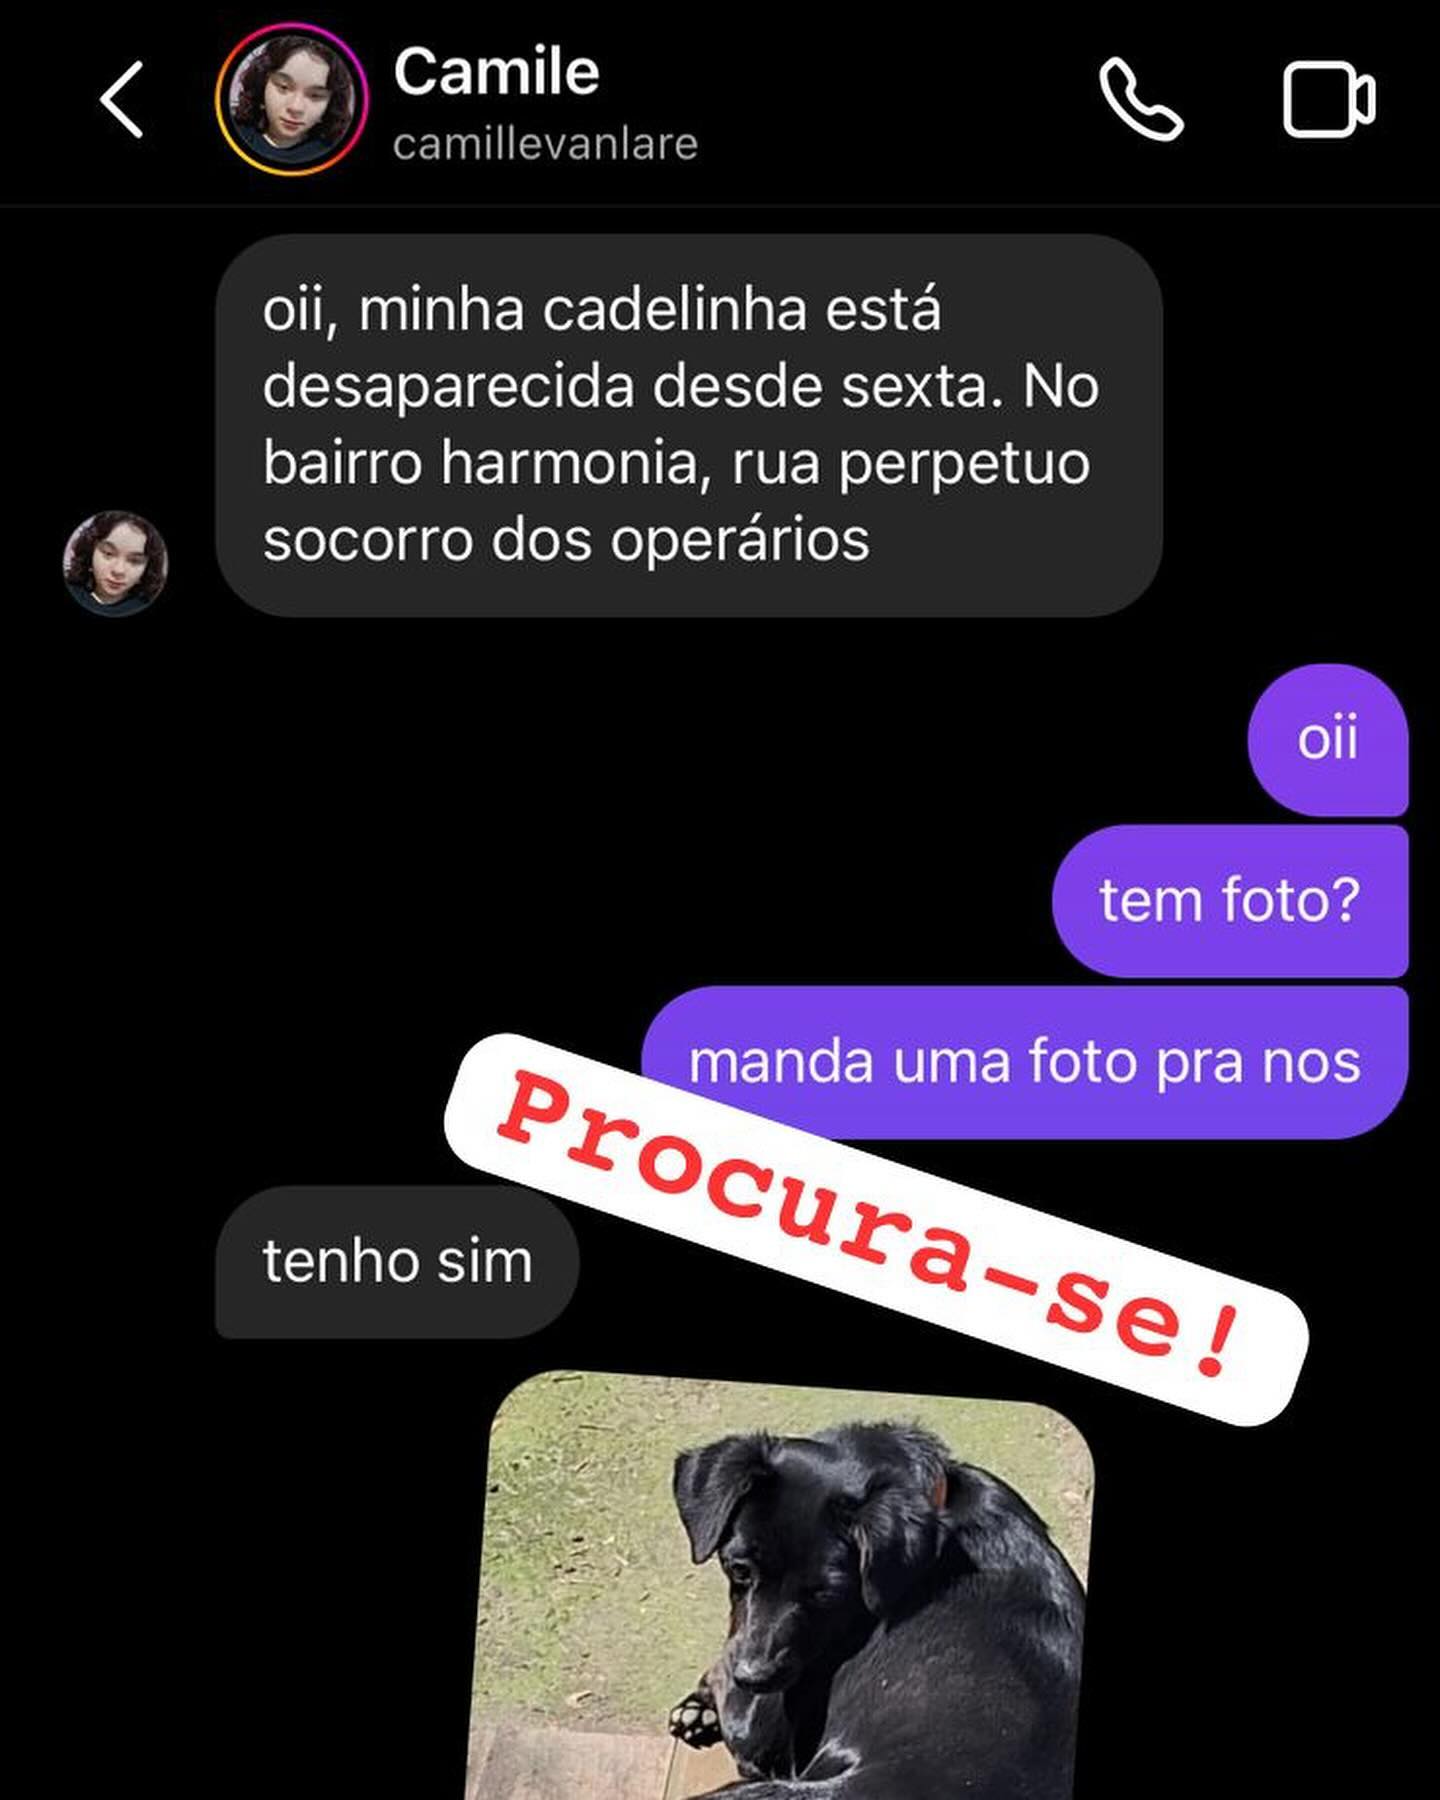 Camile
camillevanlare
oii, minha cadelinha está
desaparecida desde sexta. No
bairro harmonia, rua perpetuo
socorro dos operários
oii
tem foto?
manda uma foto pra nos
Procura-se!
tenho sim